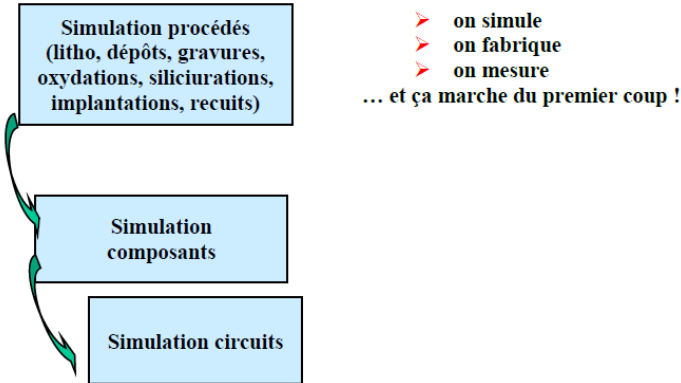 Simulation procédés
(litho, dépôts, gravures,
oxydations, siliciurations,
implantations, recuits)
on simule
on fabrique
on mesure
… et ça marche du premier coup !
Simulation
composants
Simulation circuits